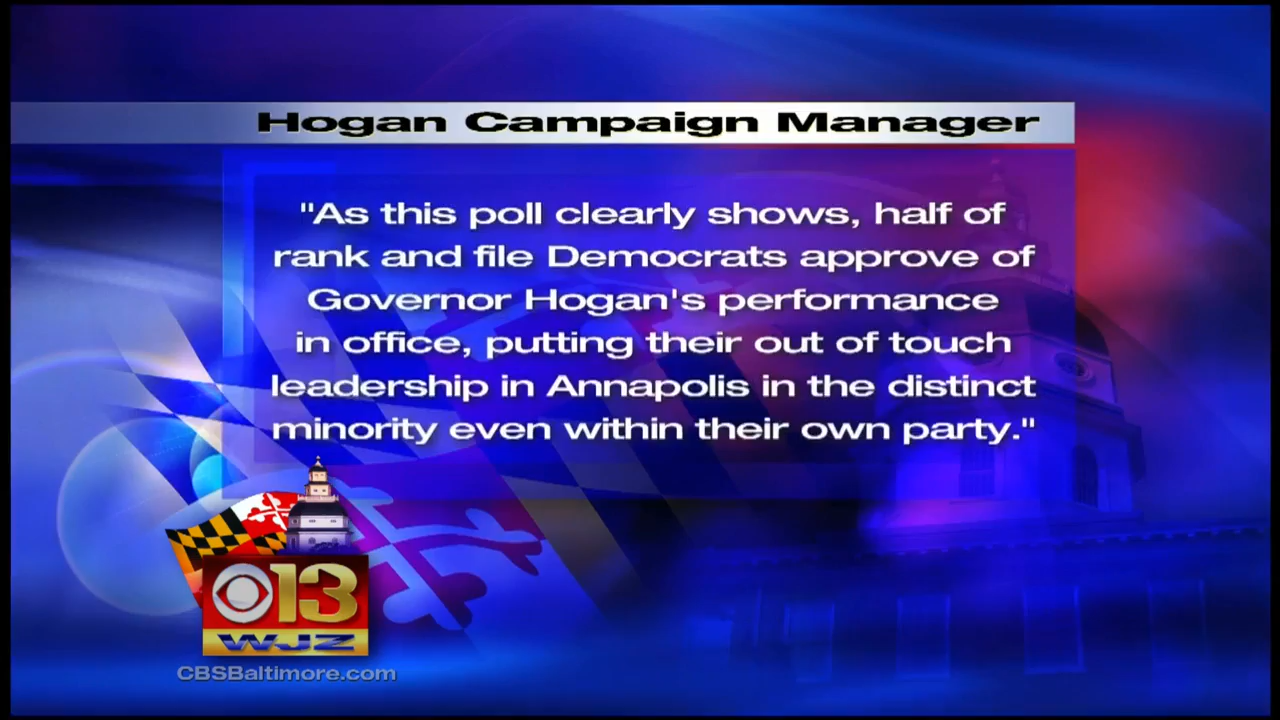 Hogan Campaign Manager
"As this poll clearly shows, half of
rank and file Democrats approve of
Governor Hogan's performance
in office, putting their out of touch
leadership in Annapolis in the distinct
minority even within their own party."
13
WJZ
CBSBaltimore.com